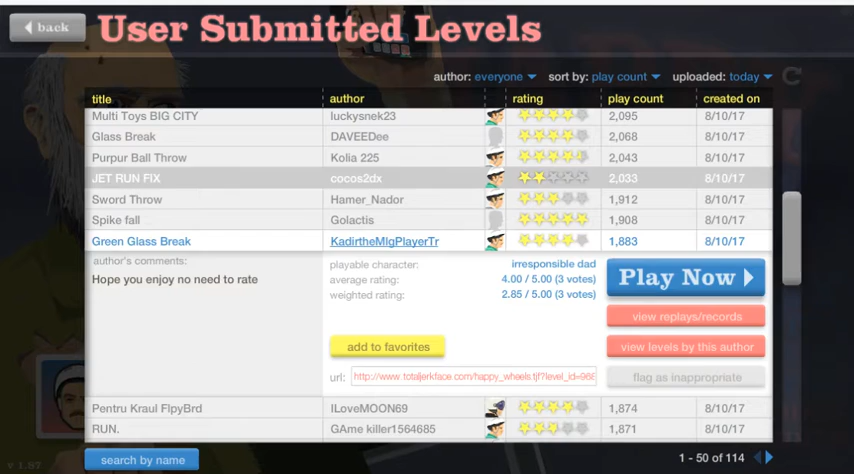 back
User Submitted Levels
author: everyone sort by: play count uploaded: today
title author rating play count created on
Multi Toys BIG CITY luckysnek23 2,095 8/10/17
Glass Break DAVEEDee 2,068 8/10/17
Purpur Ball Throw Kolia 225 2,043 8/10/17
JET RUN FIX cocos2dx 2,033 8/10/17
Sword Throw Hamer_Nador 1,912 8/10/17
Spike fall Golactis 1,908 8/10/17
Green Glass Break KadirtheMlgPlayerTr 1,883 8/10/17
author's comments:
Hope you enjoy no need to rate
playable character: irresponsible dad
average rating: 4.00 / 5.00 (3 votes)
weighted rating: 2.85 / 5.00 (3 votes)
Play Now
view replays/records
add to favorites
view levels by this author
url: http://www.totaljerkface.com/happy_wheels.tjf?level_id=966
flag as inappropriate
Pentru Kraul FlpyBrd ILoveMOON69 1,874 8/10/17
RUN. GAme killer1564685 1,871 8/10/17
search by name
1 - 50 of 114
v 1.87